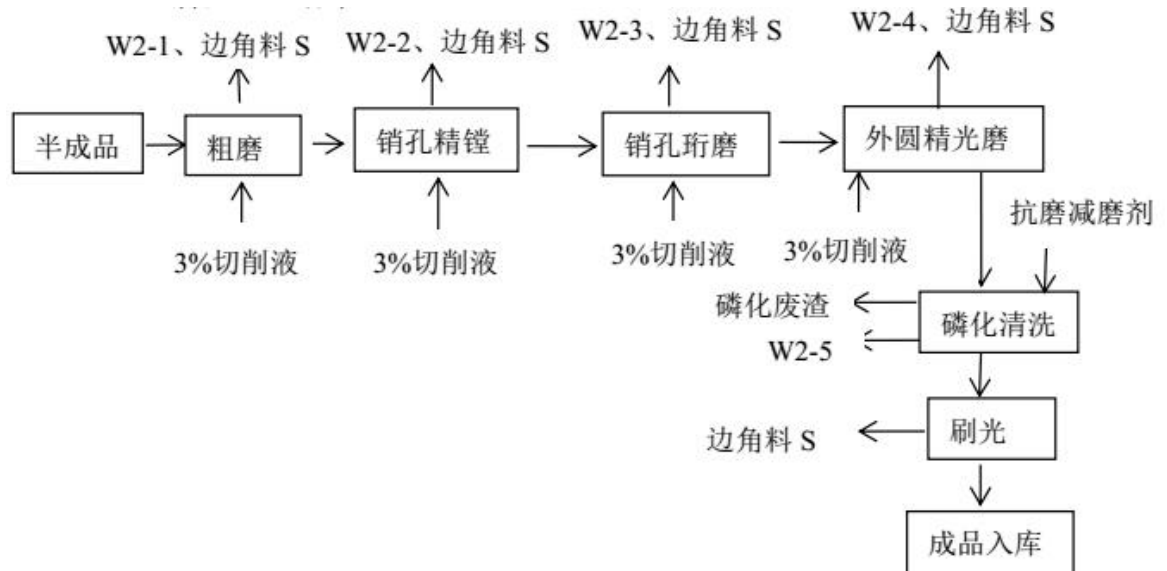 W2-1、边角料 S
W2-2、边角料 S
W2-3、边角料 S
W2-4、边角料 S
半成品
粗磨
销孔精镗
销孔珩磨
外圆精光磨
3%切削液
3%切削液
3%切削液
3%切削液
抗磨减磨剂
磷化废渣
磷化清洗
W2-5
边角料 S
刷光
成品入库